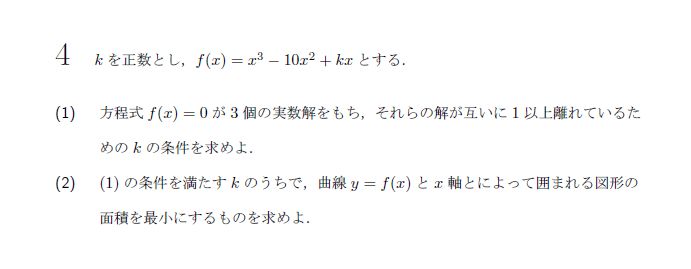 4 kを正数とし，f(x) = x³ − 10x² + kx とする．
(1) 方程式 f(x) = 0 が 3 個の実数解をもち，それらの解が互いに 1 以上離れているた
めの k の条件を求めよ．
(2) (1) の条件を満たす k のうちで，曲線 y = f(x) と x 軸とによって囲まれる図形の
面積を最小にするものを求めよ．